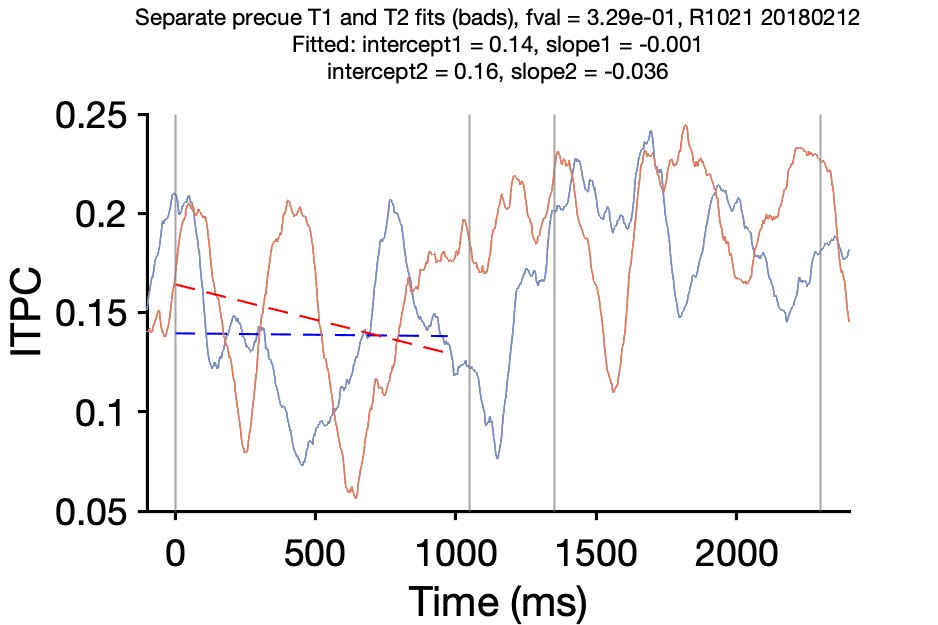 Separate precue T1 and T2 fits (bads), fval = 3.29e-01, R1021 20180212
Fitted: intercept1 = 0.14, slope1 = -0.001
intercept2 = 0.16, slope2 = -0.036
0.25
0.2
0.15
0.1
0.05
ITPC
0 500 1000 1500 2000
Time (ms)